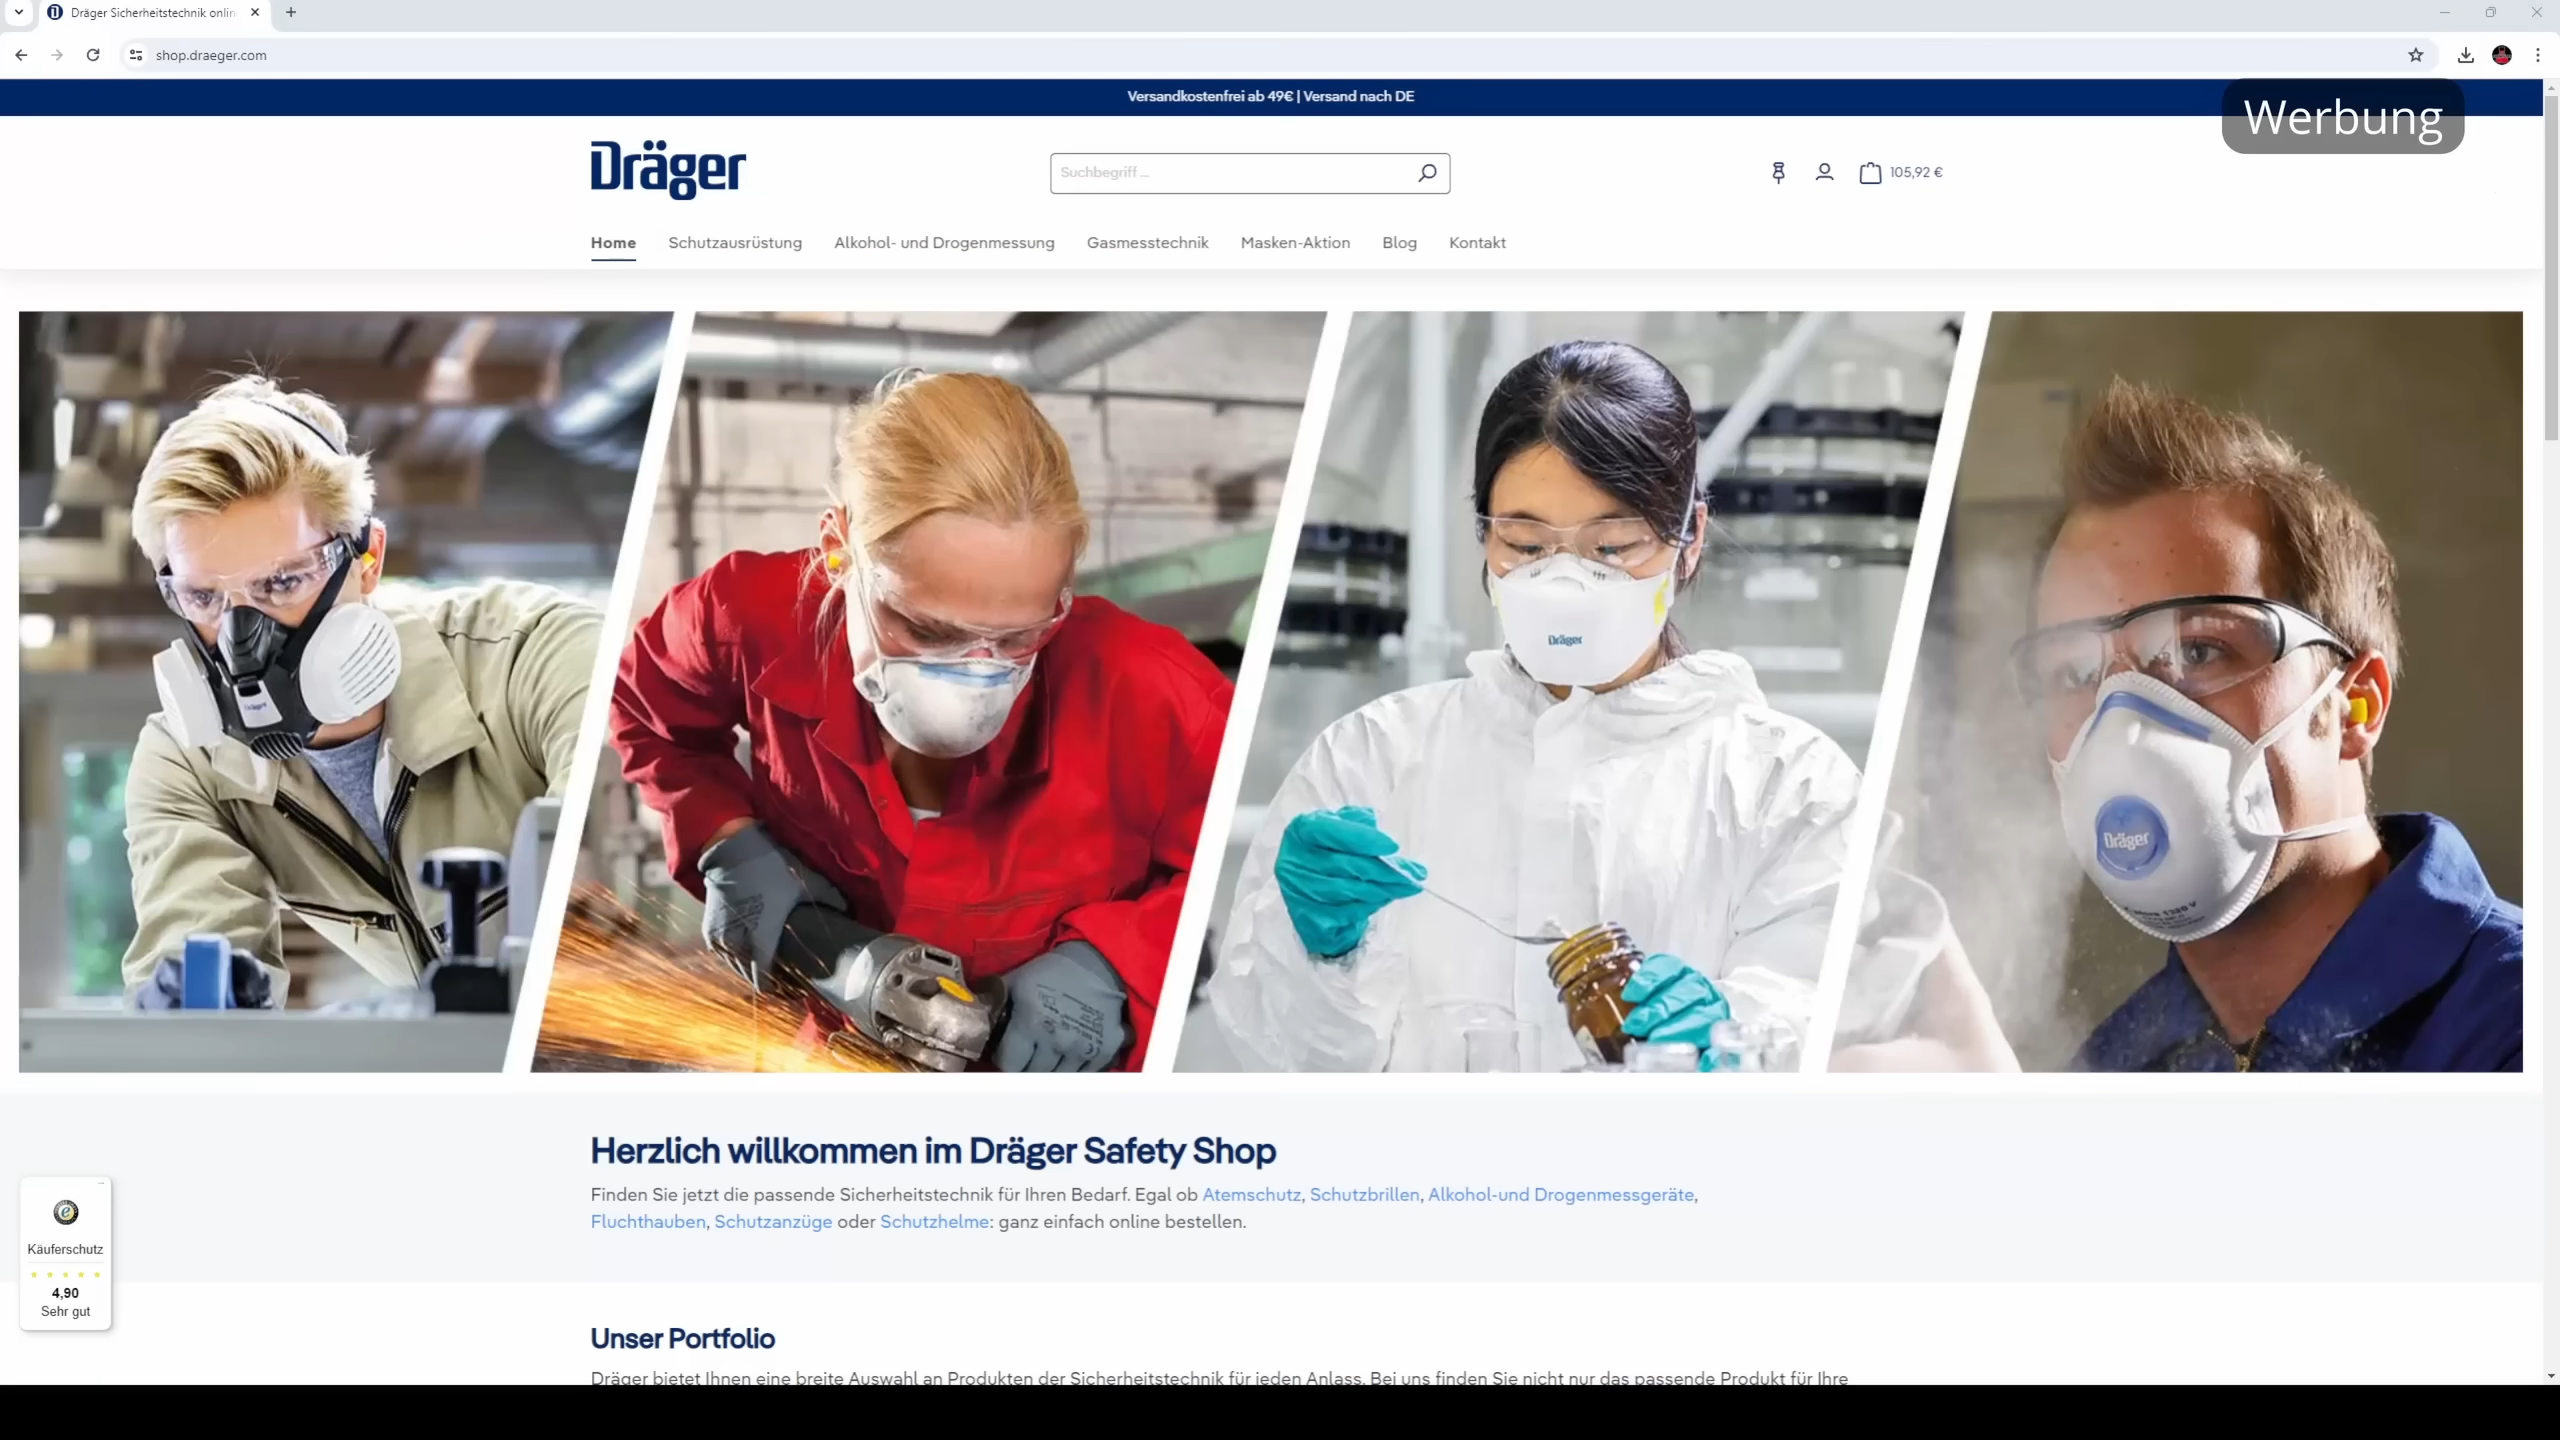 Dräger Sicherheitstechnik onlin
shop.draeger.com
Versandkostenfrei ab 49€ | Versand nach DE
Werbung
Dräger
Suchbegriff ...
105,92 €
Home Schutzausrüstung Alkohol- und Drogenmessung Gasmesstechnik Masken-Aktion Blog Kontakt
Dräger
Dräger
Dräger
Herzlich willkommen im Dräger Safety Shop
Finden Sie jetzt die passende Sicherheitstechnik für Ihren Bedarf. Egal ob Atemschutz, Schutzbrillen, Alkohol-und Drogenmessgeräte,
Fluchthauben, Schutzanzüge oder Schutzhelme: ganz einfach online bestellen.
Käuferschutz
4,90
Sehr gut
Unser Portfolio
Dräger bietet Ihnen eine breite Auswahl an Produkten der Sicherheitstechnik für jeden Anlass. Bei uns finden Sie nicht nur das passende Produkt für Ihre